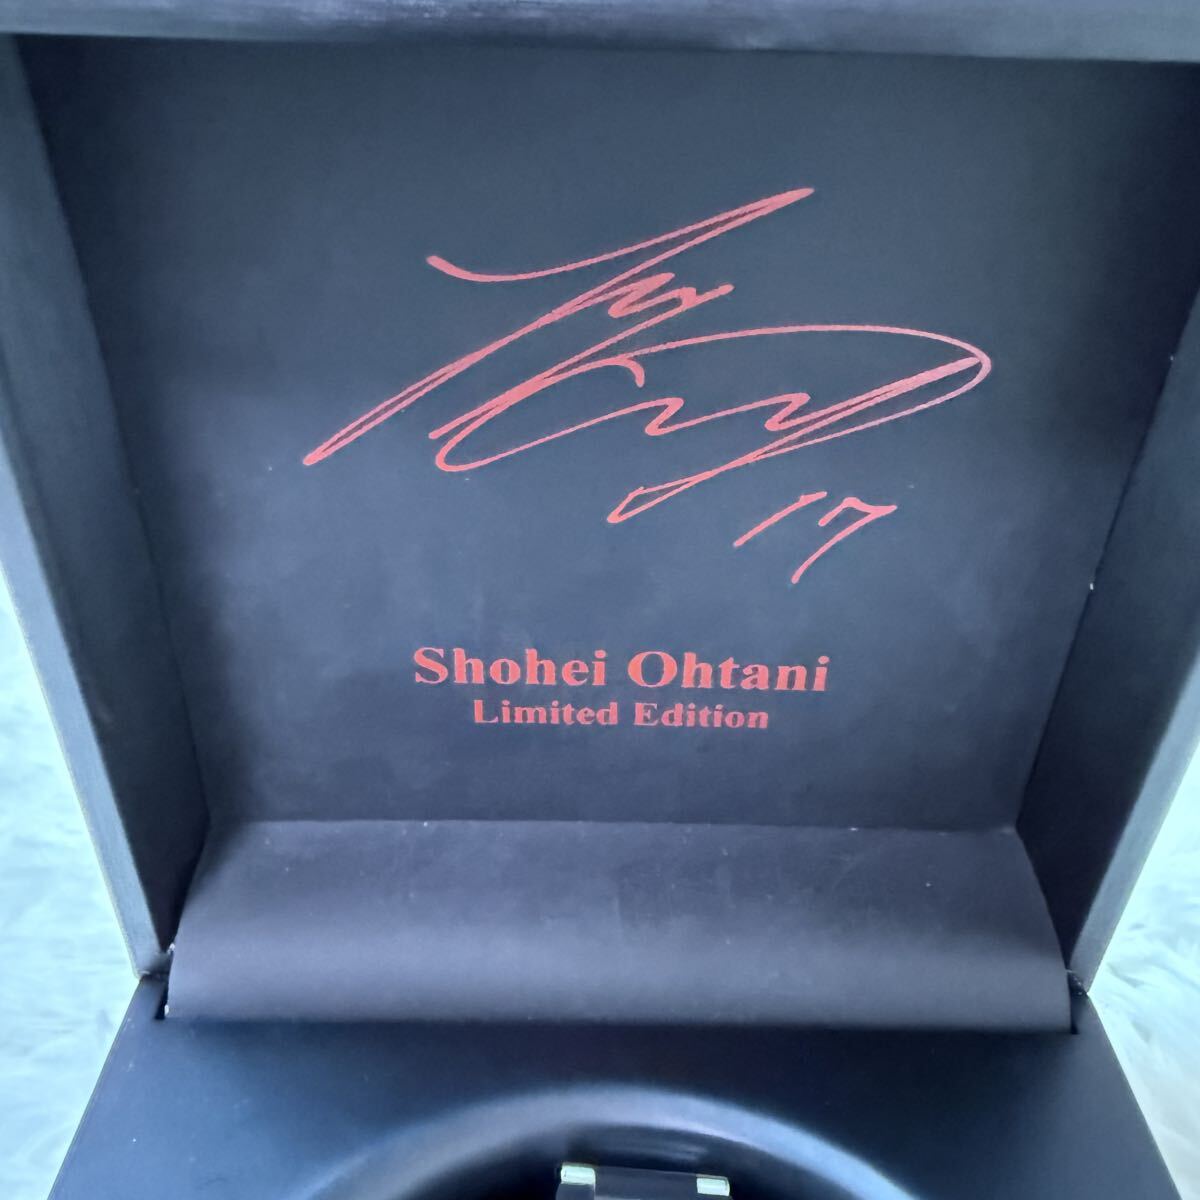 17
Shohei Ohtani
Limited Edition